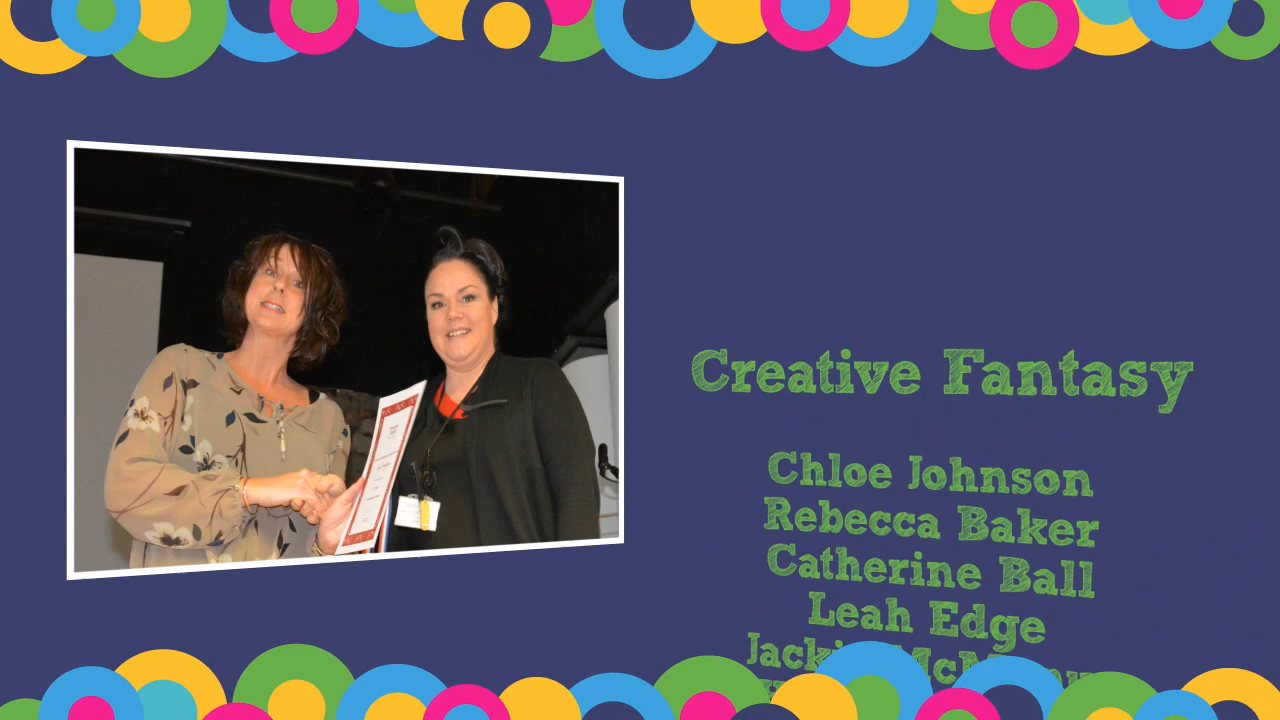 Creative Fantasy
Chloe Johnson
Rebecca Baker
Catherine Ball
Leah Edge